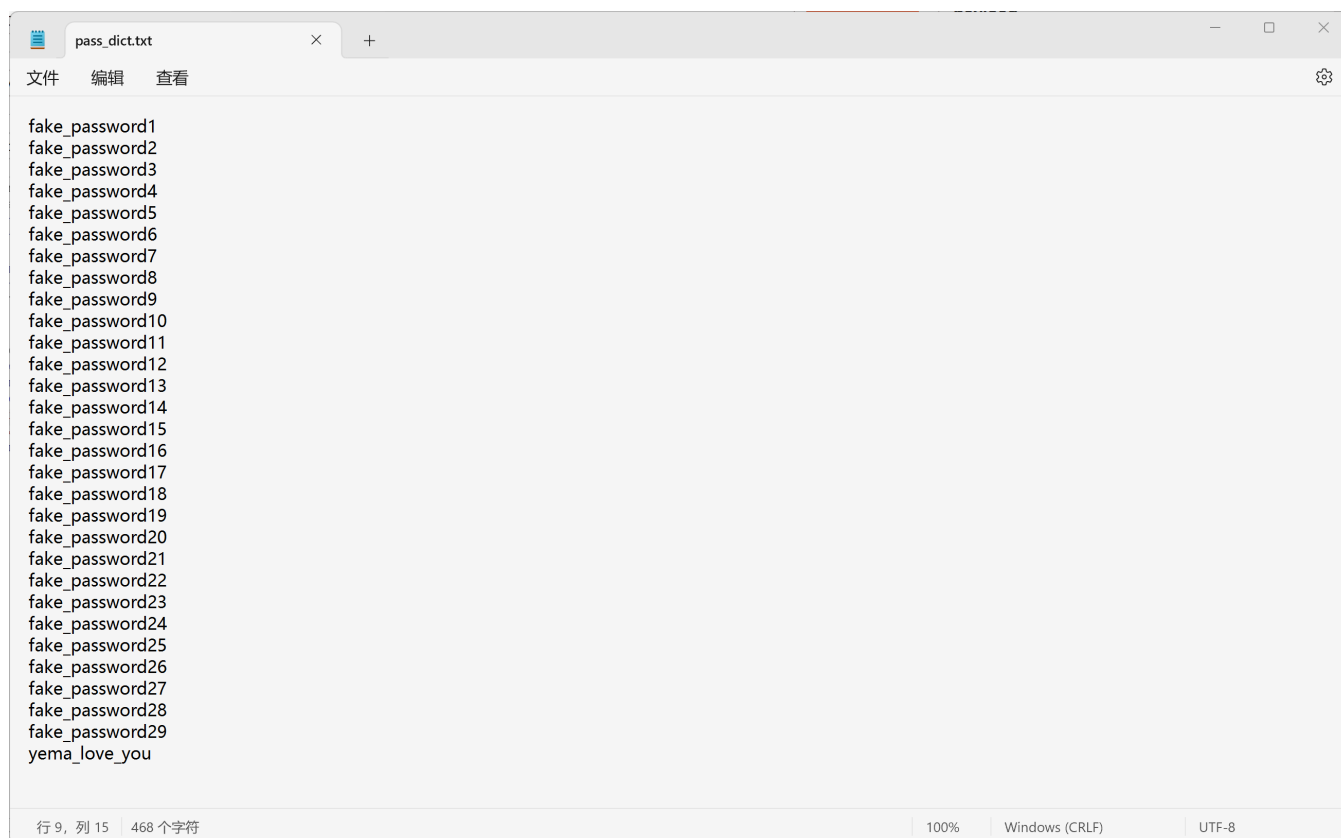 pass_dict.txt
文件 编辑 查看
fake_password1
fake_password2
fake_password3
fake_password4
fake_password5
fake_password6
fake_password7
fake_password8
fake_password9
fake_password10
fake_password11
fake_password12
fake_password13
fake_password14
fake_password15
fake_password16
fake_password17
fake_password18
fake_password19
fake_password20
fake_password21
fake_password22
fake_password23
fake_password24
fake_password25
fake_password26
fake_password27
fake_password28
fake_password29
yema_love_you
行 9, 列 15 468 个字符 100% Windows (CRLF) UTF-8